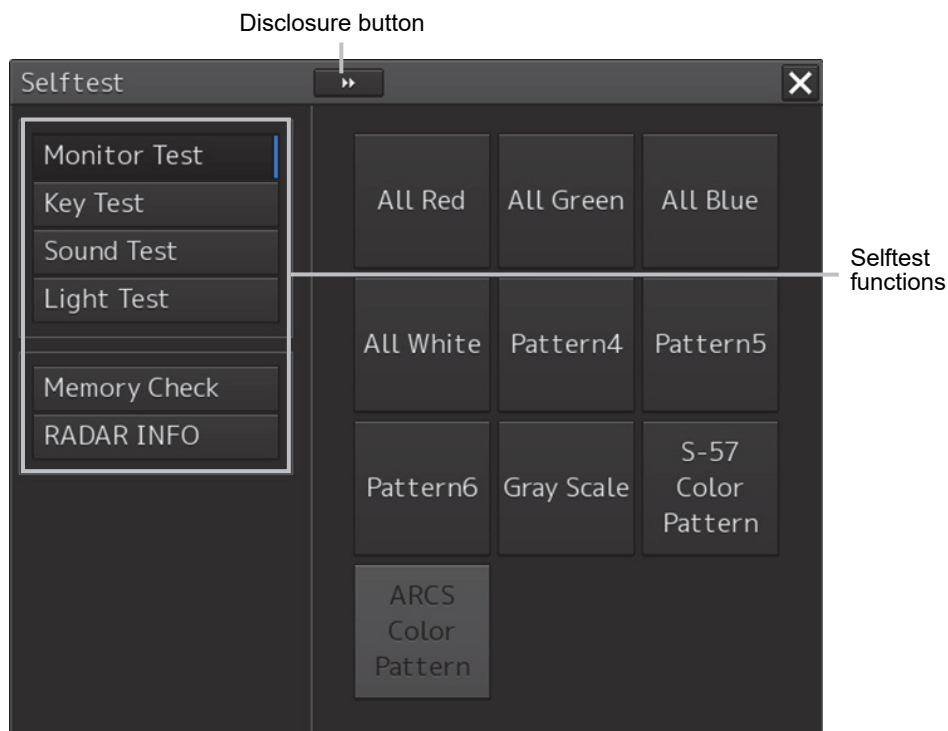 Disclosure button
Selftest
Monitor Test
Key Test
Sound Test
Light Test
Memory Check
RADAR INFO
All Red
All Green
All Blue
All White
Pattern4
Pattern5
Pattern6
Gray Scale
S-57
Color
Pattern
ARCS
Color
Pattern
Selftest
functions